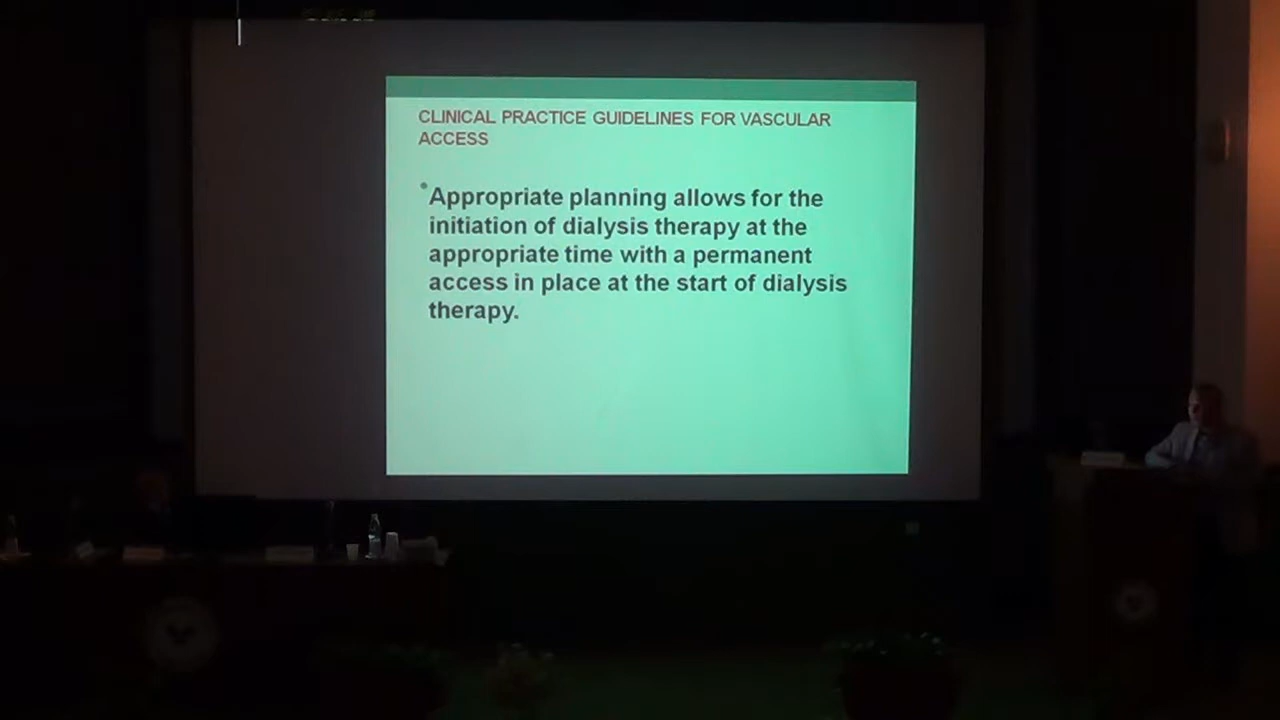 CLINICAL PRACTICE GUIDELINES FOR VASCULAR
ACCESS
• Appropriate planning allows for the
initiation of dialysis therapy at the
appropriate time with a permanent
access in place at the start of dialysis
therapy.